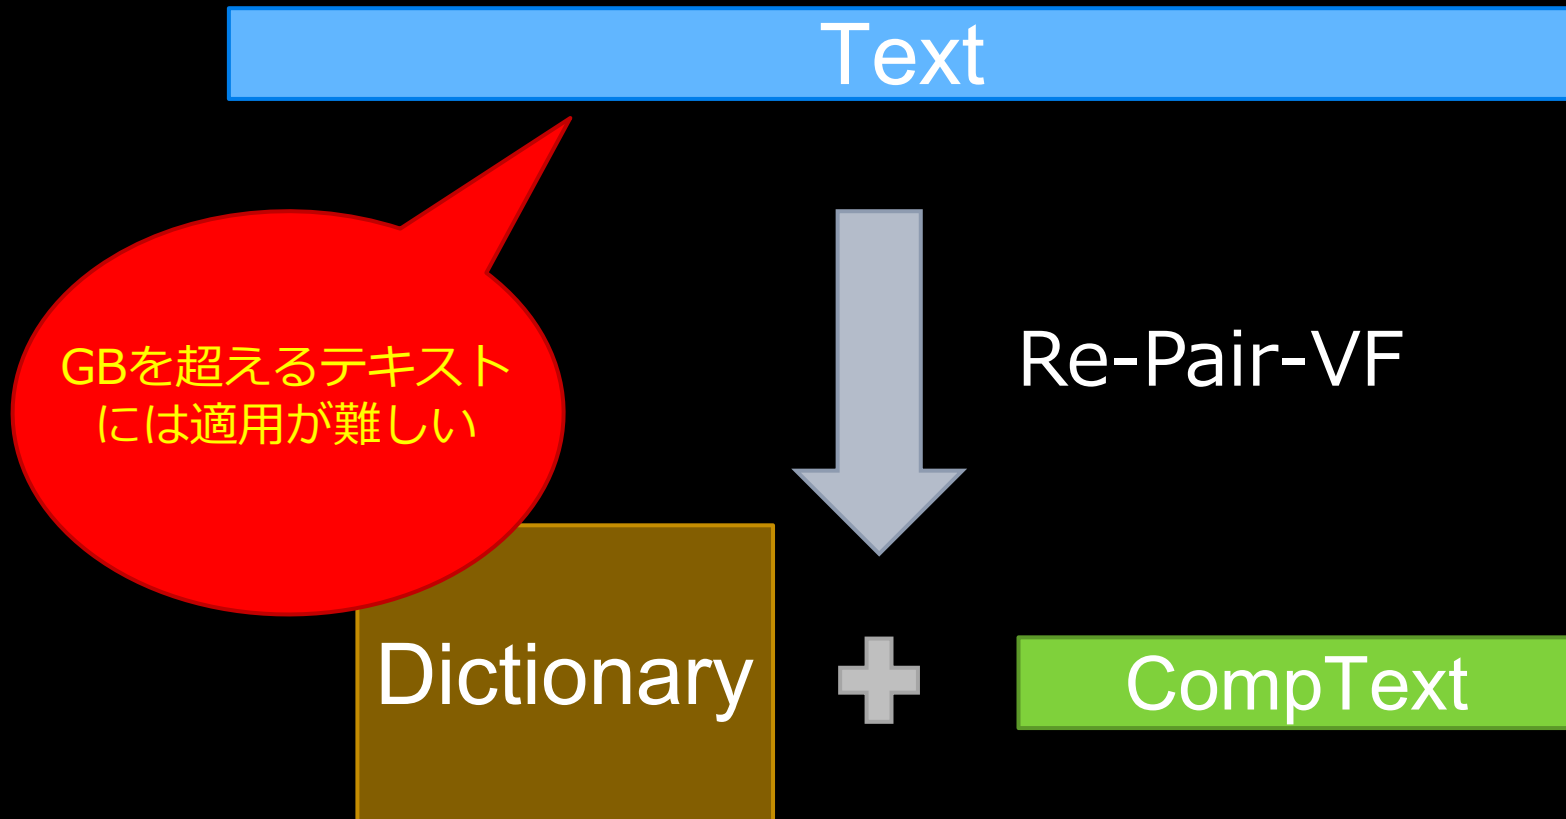 Text
GBを超えるテキスト
には適用が難しい
Re-Pair-VF
Dictionary
CompText